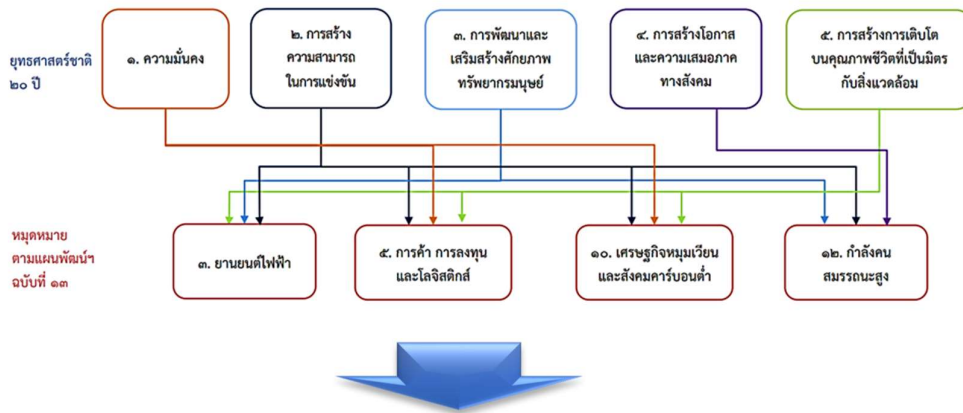 ยุทธศาสตร์ชาติ
๒๐ ปี
๑. ความมั่นคง
๒. การสร้าง
ความสามารถ
ในการแข่งขัน
๓. การพัฒนาและ
เสริมสร้างศักยภาพ
ทรัพยากรมนุษย์
๔. การสร้างโอกาส
และความเสมอภาค
ทางสังคม
๕. การสร้างการเติบโต
บนคุณภาพชีวิตที่เป็นมิตร
กับสิ่งแวดล้อม
หมุดหมาย
ตามแผนพัฒน์ฯ
ฉบับที่ ๑๓
๓. ยานยนต์ไฟฟ้า
๕. การค้า การลงทุน
และโลจิสติกส์
๑๐. เศรษฐกิจหมุมเวียน
และสังคมคาร์บอนต่ำ
๑๒. กำลังคน
สมรรถนะสูง